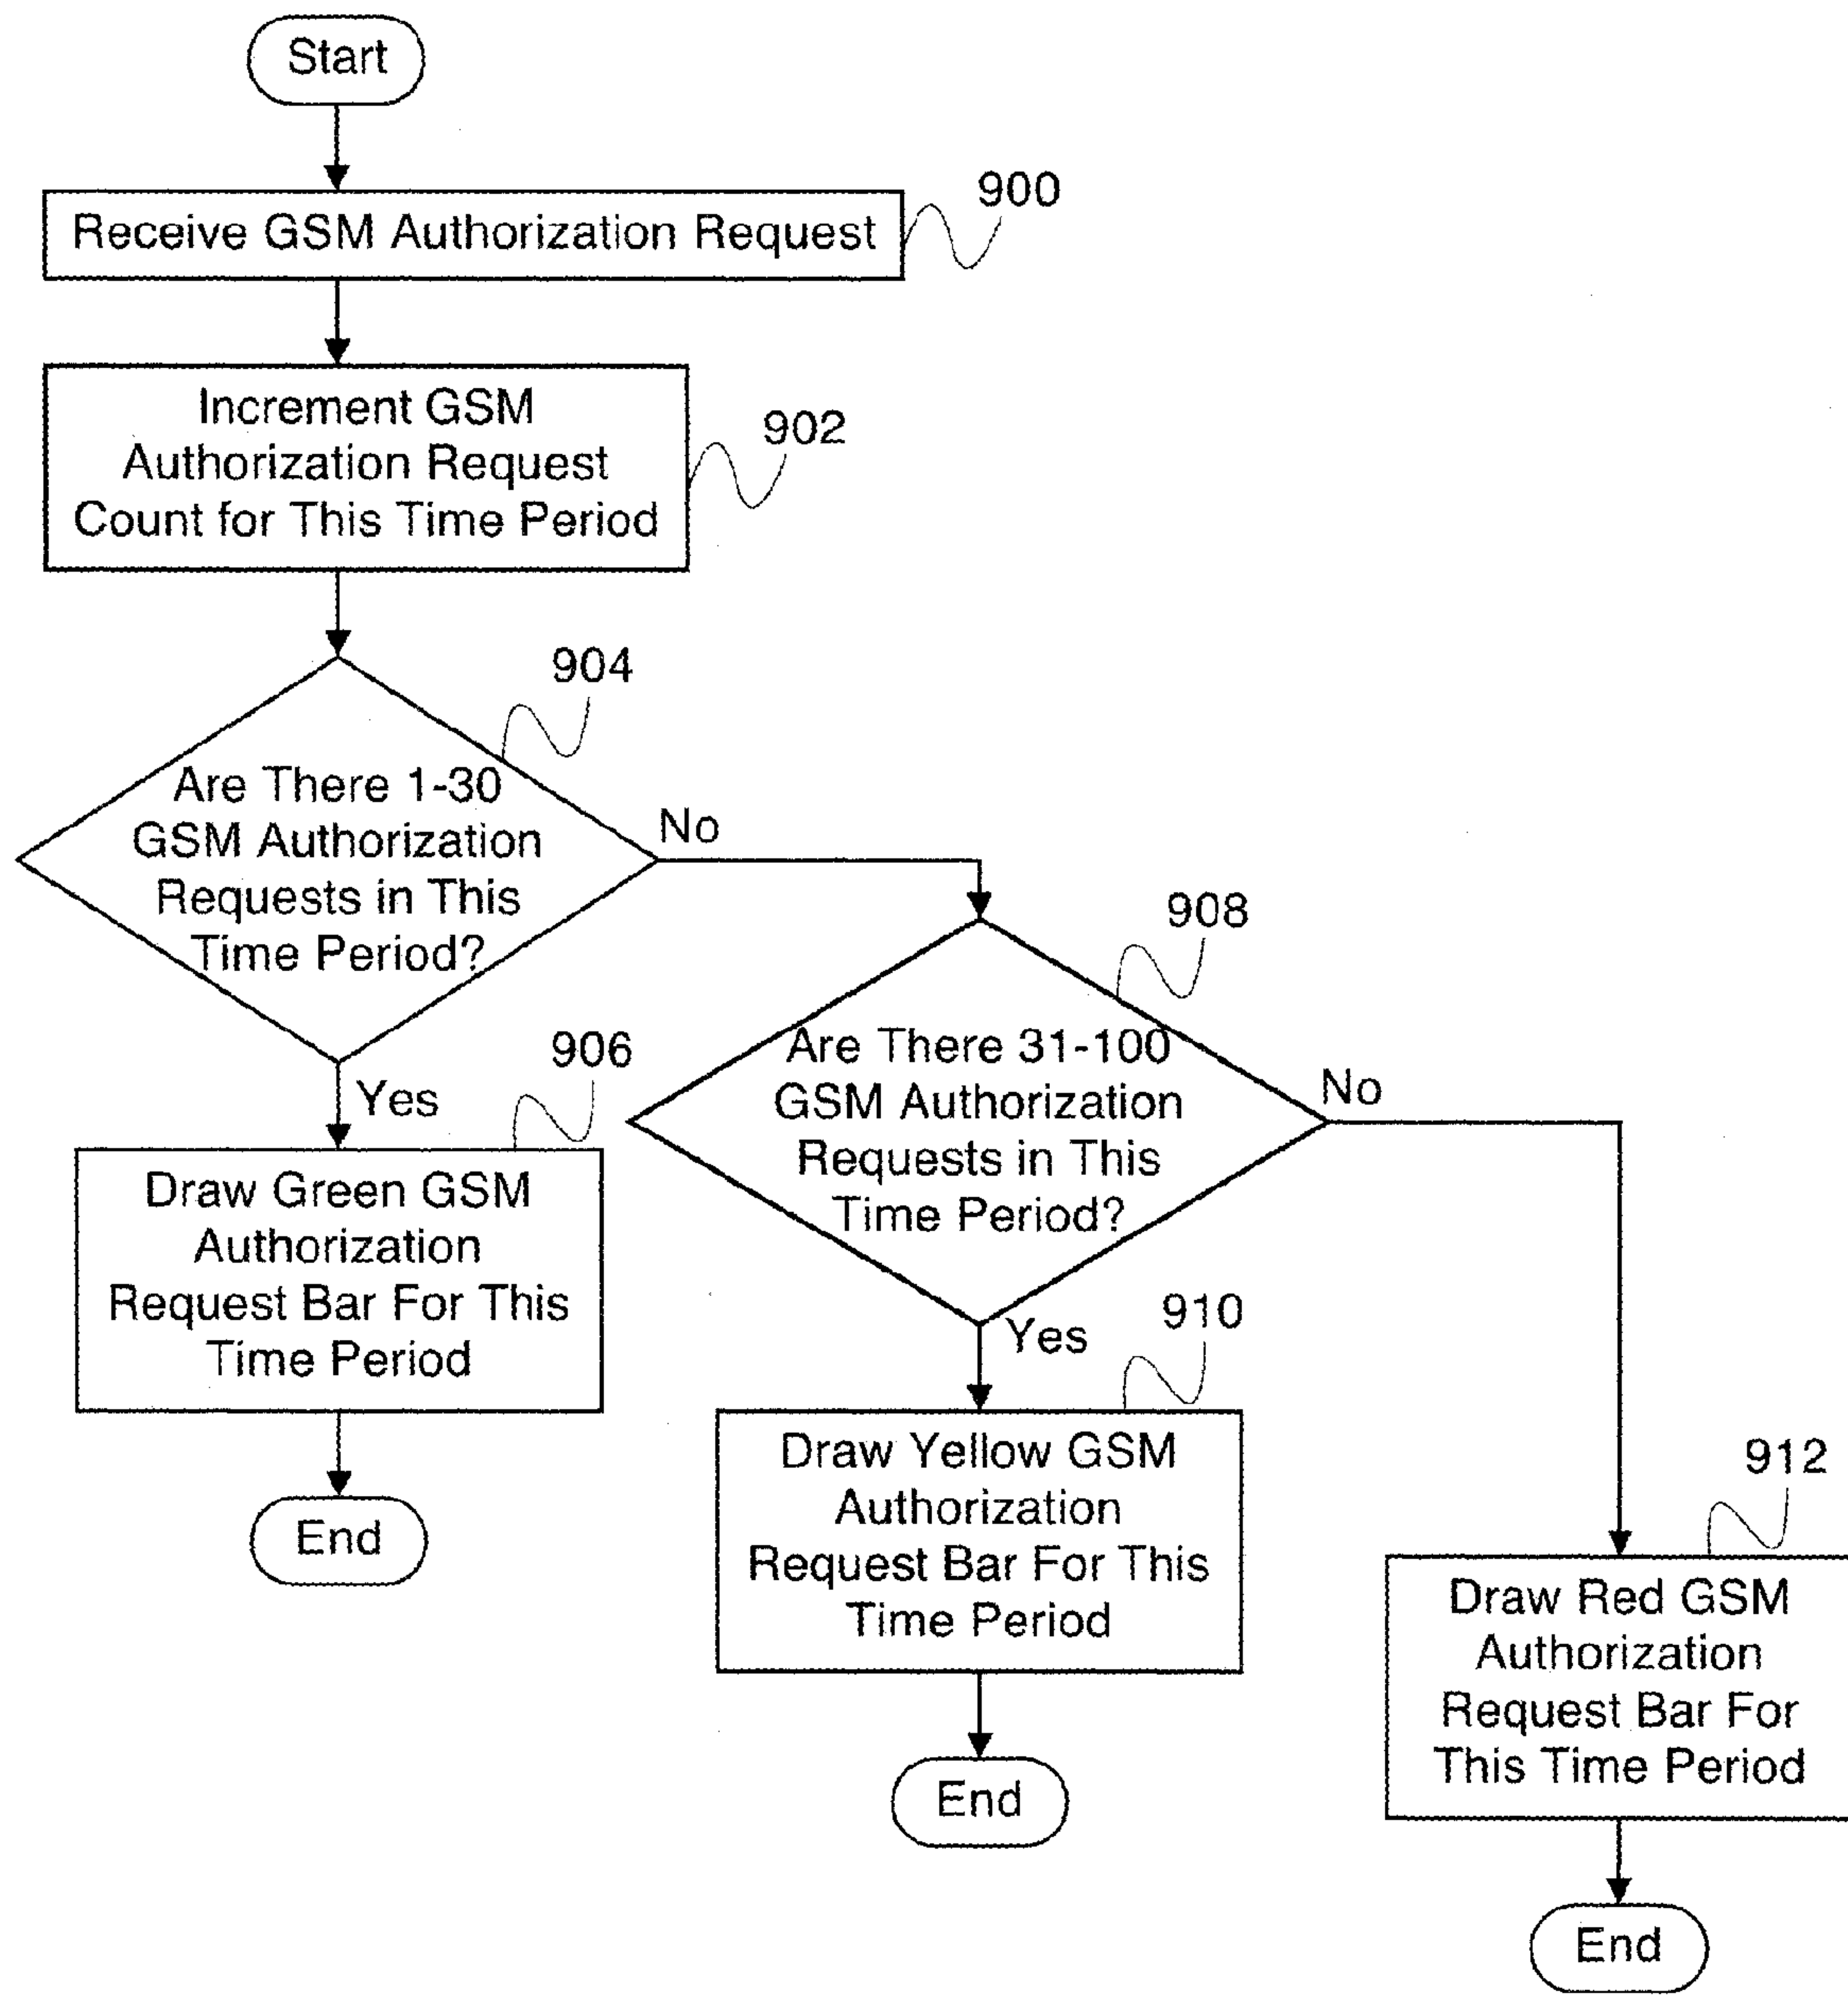 Start
Receive GSM Authorization Request
900
Increment GSM
Authorization Request
Count for This Time Period
902
904
Are There 1-30
GSM Authorization
Requests in This
Time Period?
No
Yes
906
Draw Green GSM
Authorization
Request Bar For This
Time Period
End
908
Are There 31-100
GSM Authorization
Requests in This
Time Period?
No
Yes
910
Draw Yellow GSM
Authorization
Request Bar For This
Time Period
End
912
Draw Red GSM
Authorization
Request Bar For
This Time Period
End